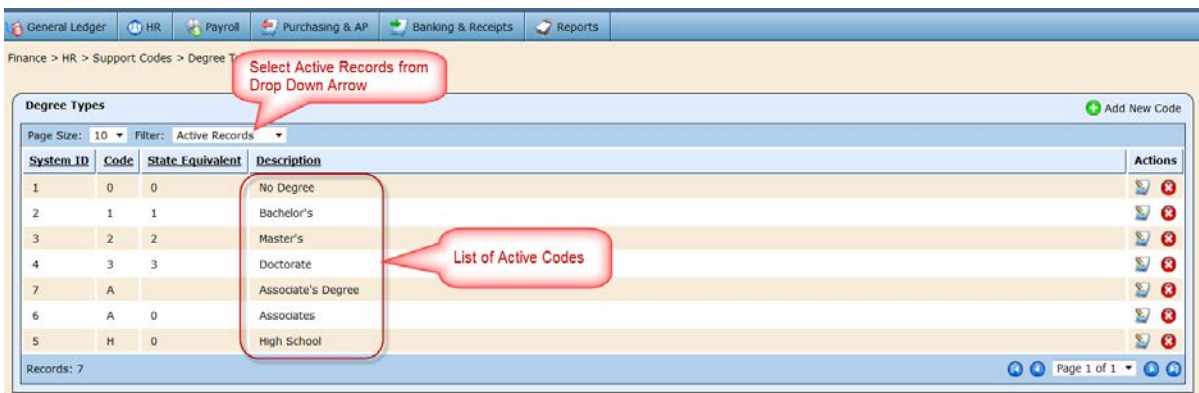 General Ledger HR Payroll Purchasing & AP Banking & Receipts Reports
Finance > HR > Support Codes > Degree
Select Active Records from
Drop Down Arrow
Degree Types Add New Code
Page Size: 10 Filter: Active Records
System ID Code State Equivalent Description Actions
1 0 0 No Degree
2 1 1 Bachelor's
3 2 2 Master's
4 3 3 Doctorate
7 A Associate's Degree
6 A 0 Associates
5 H 0 High School
List of Active Codes
Records: 7 Page 1 of 1